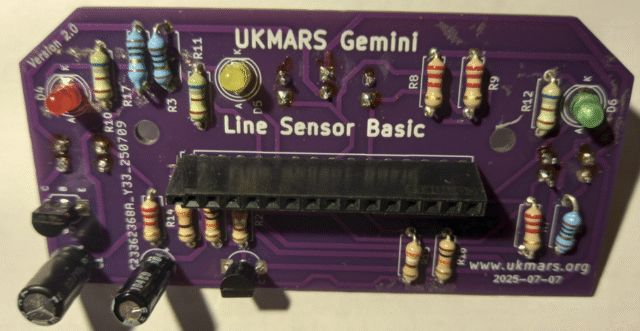 Version 2.0
UKMARS Gemini
R11
K
K
K
D4
R17
R3
A
D5
R8
R9
R12
A
D6
R10
Line Sensor Basic
C B E
R14
www.ukmars.org
2025-07-07